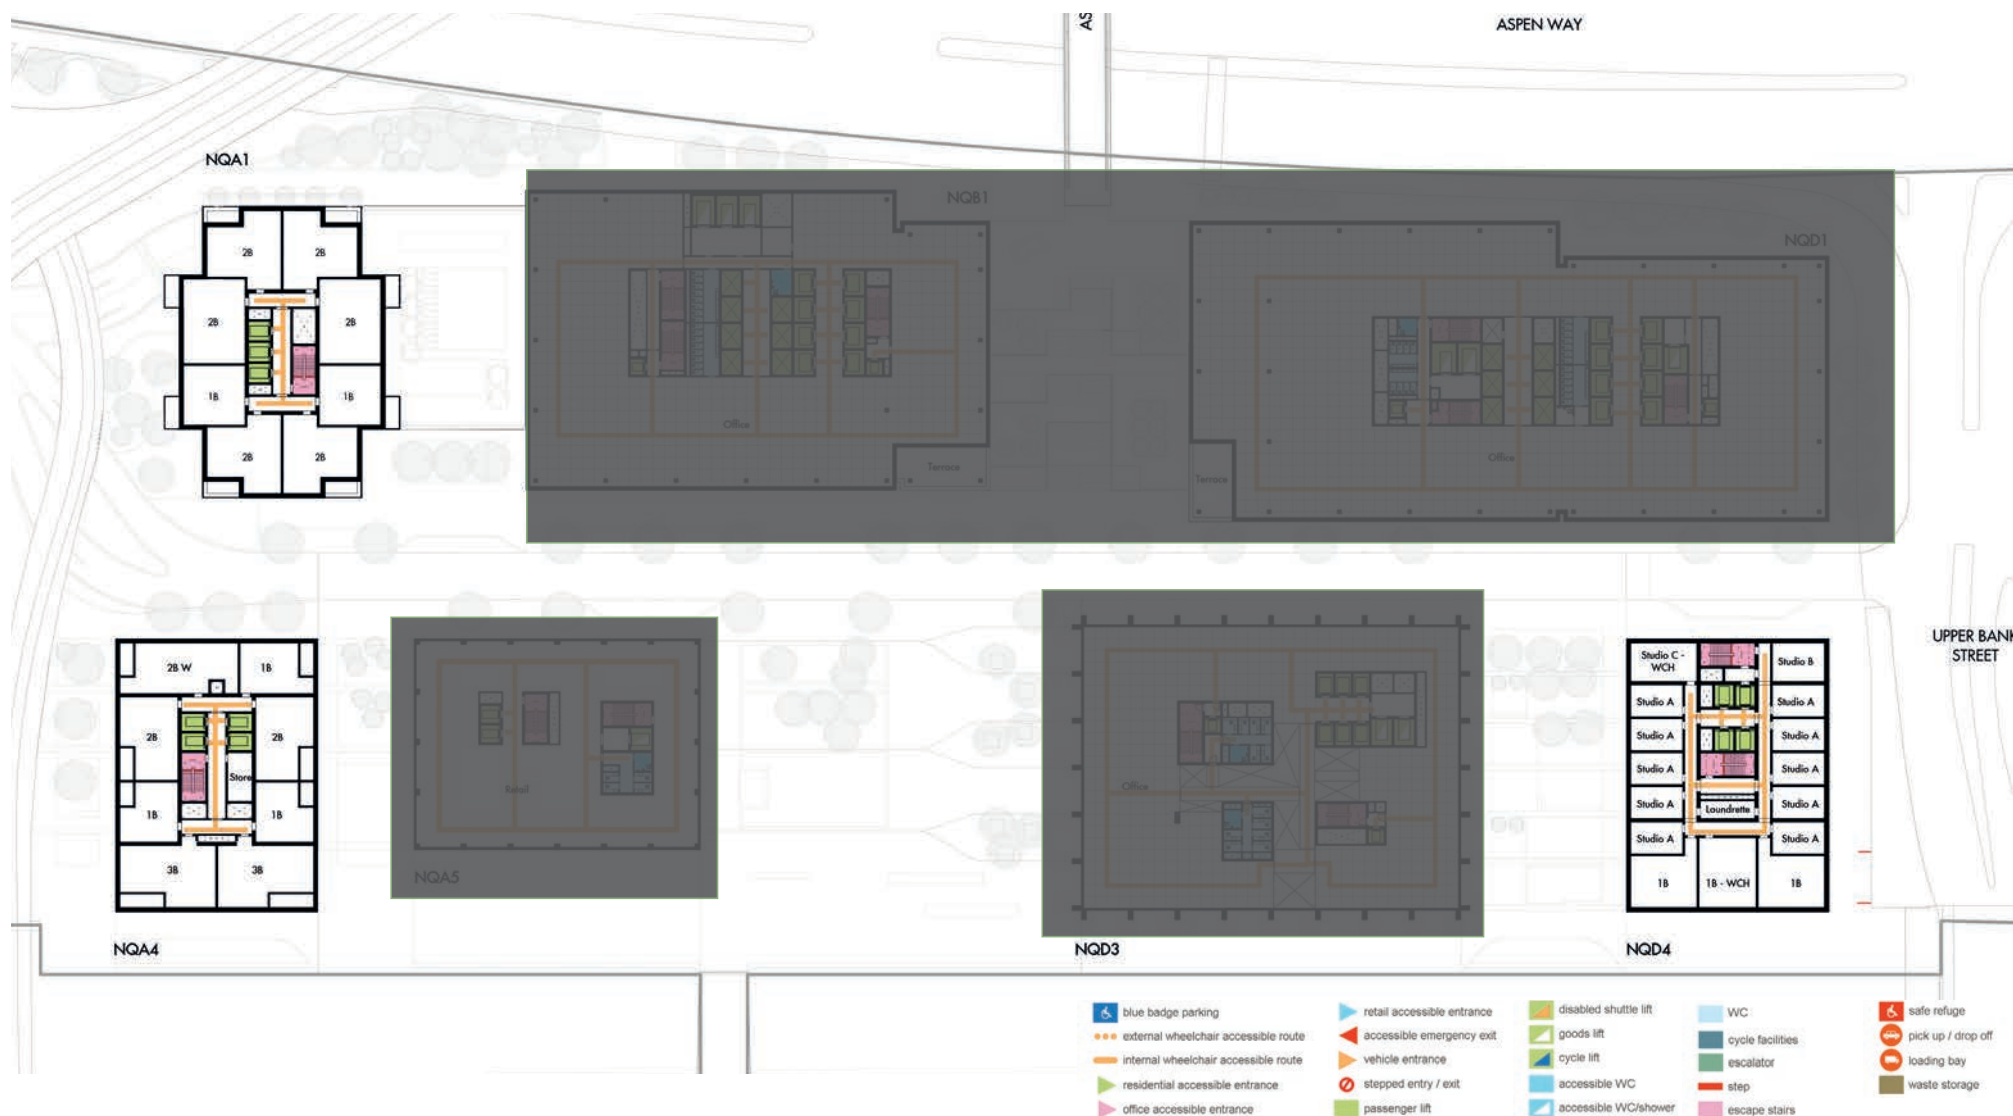 AS
ASPEN WAY
NQA1
NQB1
NQD1
2B
2B
2B
2B
1B
1B
2B
2B
Office
Terrace
Office
Terrace
UPPER BANK
STREET
2B W
1B
2B
2B
Store
1B
1B
3B
3B
Retail
Office
Studio C -
WCH
Studio B
Studio A
Studio A
Studio A
Studio A
Studio A
Studio A
Studio A
Laundrette
Studio A
Studio A
Studio A
1B
1B - WCH
1B
NQA5
NQA4
NQD3
NQD4
blue badge parking
external wheelchair accessible route
internal wheelchair accessible route
residential accessible entrance
office accessible entrance
retail accessible entrance
accessible emergency exit
vehicle entrance
stepped entry / exit
passenger lift
disabled shuttle lift
goods lift
cycle lift
accessible WC
accessible WC/shower
WC
cycle facilities
escalator
step
escape stairs
safe refuge
pick up / drop off
loading bay
waste storage